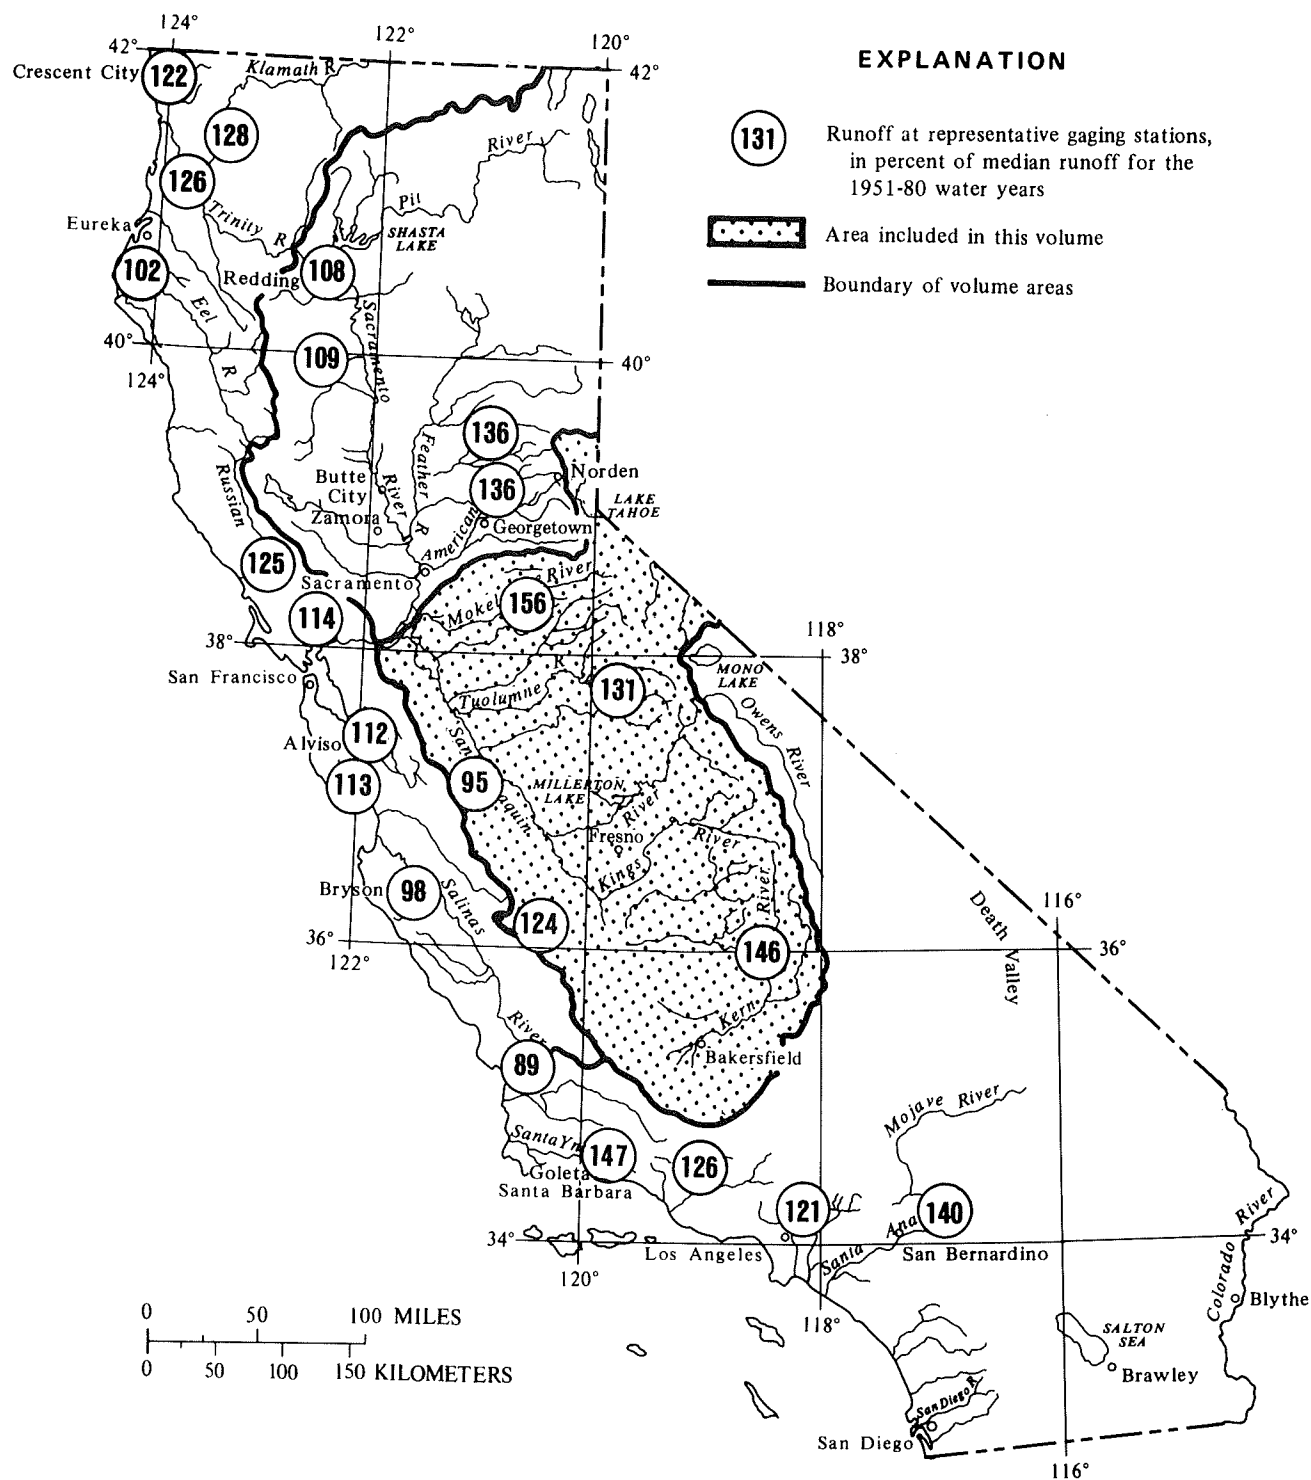 124°
122°
120°
42°
42°
Crescent City
122
Klamath R
EXPLANATION
131
Runoff at representative gaging stations,
in percent of median runoff for the
1951-80 water years
Area included in this volume
Boundary of volume areas
128
126
River
Pit
Trinity R
SHASTA
LAKE
Eureka
102
Redding
108
Eel
R
Sacramento
40°
40°
124°
109
136
Feather
R
Norden
Butte
City
River
136
Russian
Zamora
LAKE
TAHOE
American
Georgetown
125
Sacramento
River
Mokel
156
114
118°
38°
38°
R
MONO
LAKE
San Francisco
Tuolumne
131
Owens River
San
112
Alviso
113
95
MILLERTON
LAKE
aquin
River
Fresno
River
Kings
Bryson
98
Salinas
River
Death Valley
116°
124
146
36°
36°
122°
River
Kern
89
Bakersfield
Mojave River
Santa Yn
147
126
Goleta
Santa Barbara
121
Ana
140
River
34°
34°
Los Angeles
Santa
San Bernardino
Colorado
120°
118°
Blythe
0 50 100 MILES
0 50 100 150 KILOMETERS
SALTON
SEA
Brawley
San Diego R
San Diego
116°